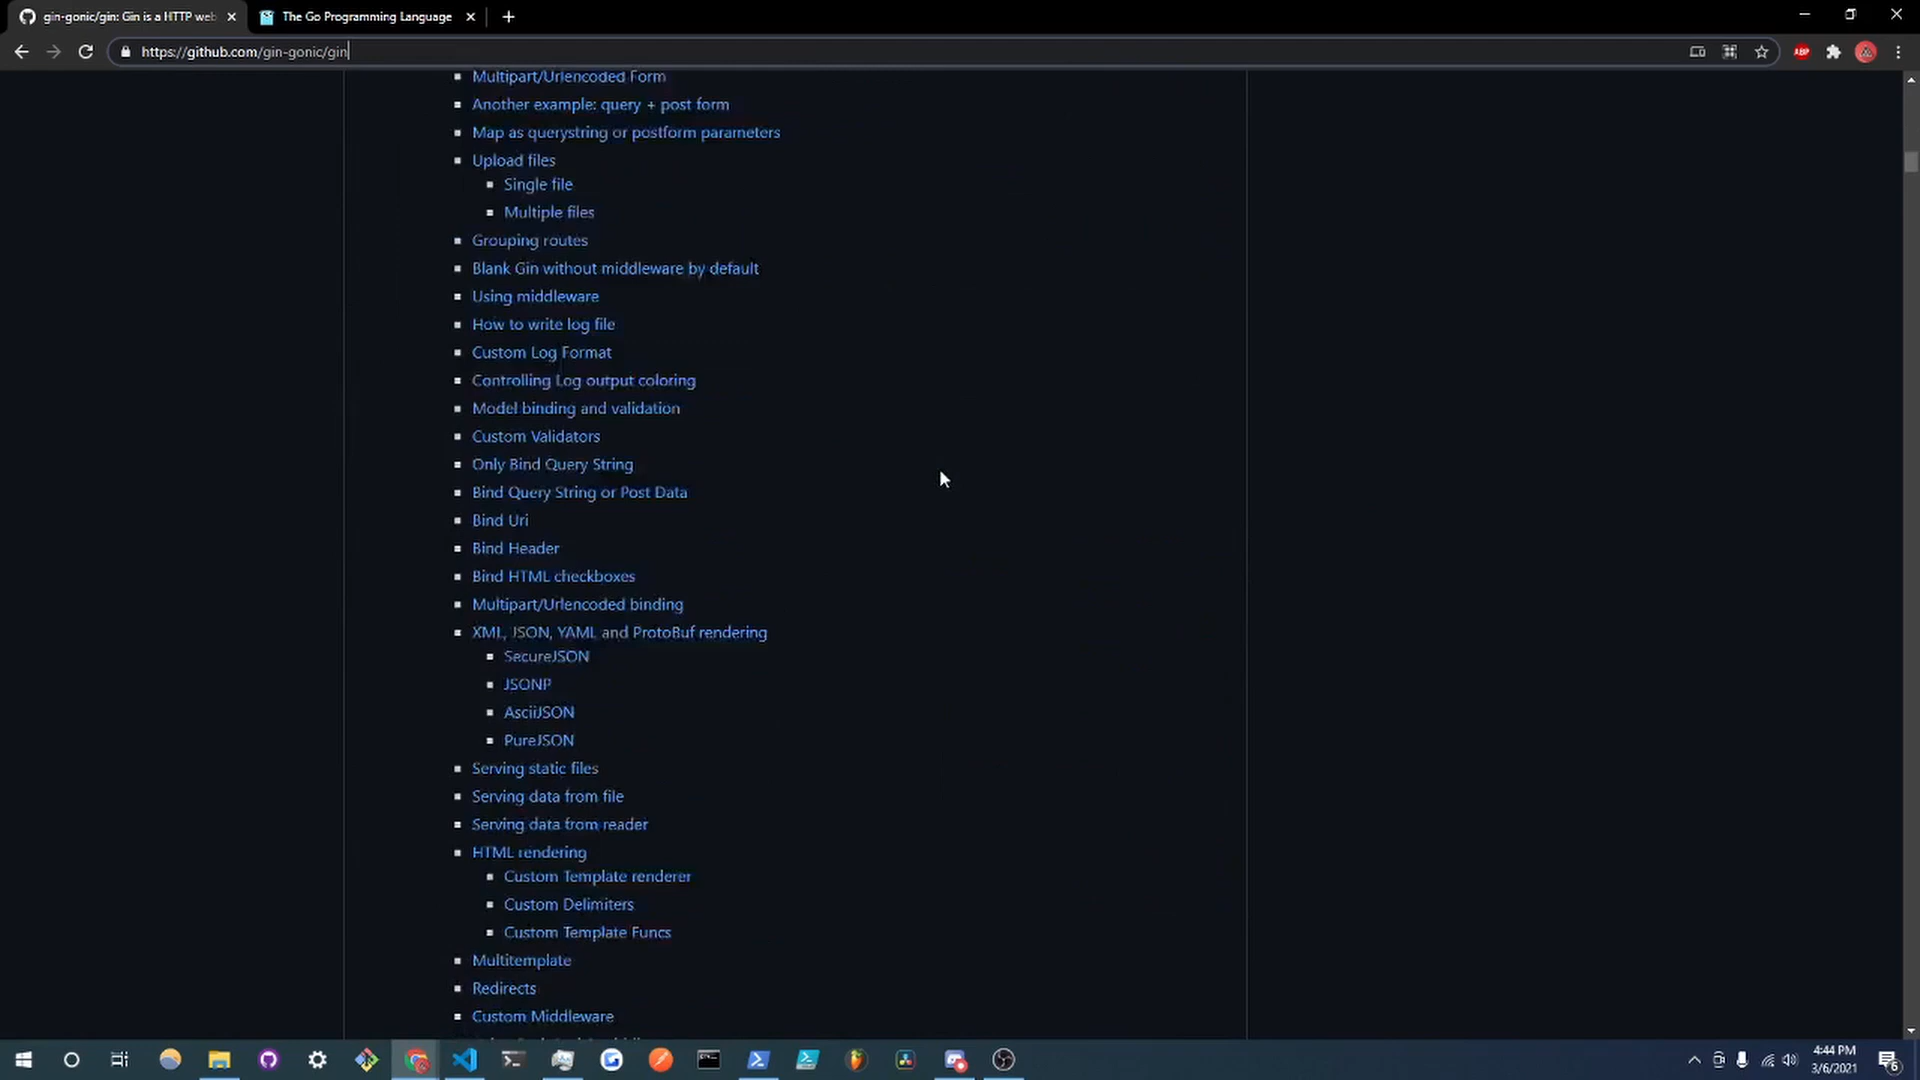 gin-gonic/gin: Gin is a HTTP web
The Go Programming Language
https://github.com/gin-gonic/gin
ABP
Multipart/Urlencoded Form
Another example: query + post form
Map as querystring or postform parameters
Upload files
Single file
Multiple files
Grouping routes
Blank Gin without middleware by default
Using middleware
How to write log file
Custom Log Format
Controlling Log output coloring
Model binding and validation
Custom Validators
Only Bind Query String
Bind Query String or Post Data
Bind Uri
Bind Header
Bind HTML checkboxes
Multipart/Urlencoded binding
XML, JSON, YAML and ProtoBuf rendering
SecureJSON
JSONP
AsciiJSON
PureJSON
Serving static files
Serving data from file
Serving data from reader
HTML rendering
Custom Template renderer
Custom Delimiters
Custom Template Funcs
Multitemplate
Redirects
Custom Middleware
4:44 PM
3/6/2021
6